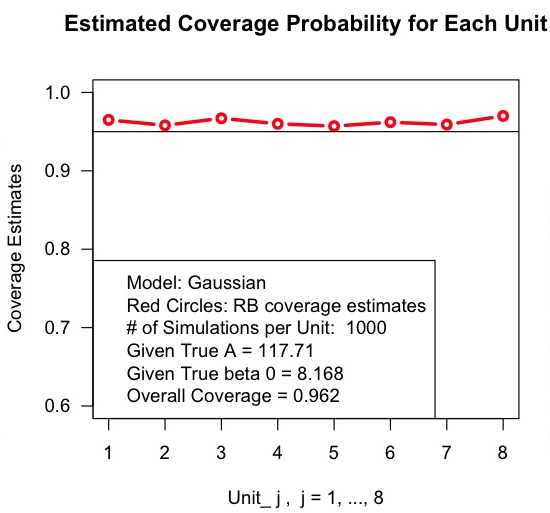 Estimated Coverage Probability for Each Unit
Coverage Estimates
1.0
0.9
0.8
0.7
0.6
Model: Gaussian
Red Circles: RB coverage estimates
# of Simulations per Unit:  1000
Given True A = 117.71
Given True beta 0 = 8.168
Overall Coverage = 0.962
1 2 3 4 5 6 7 8
Unit_ j ,  j = 1, ..., 8